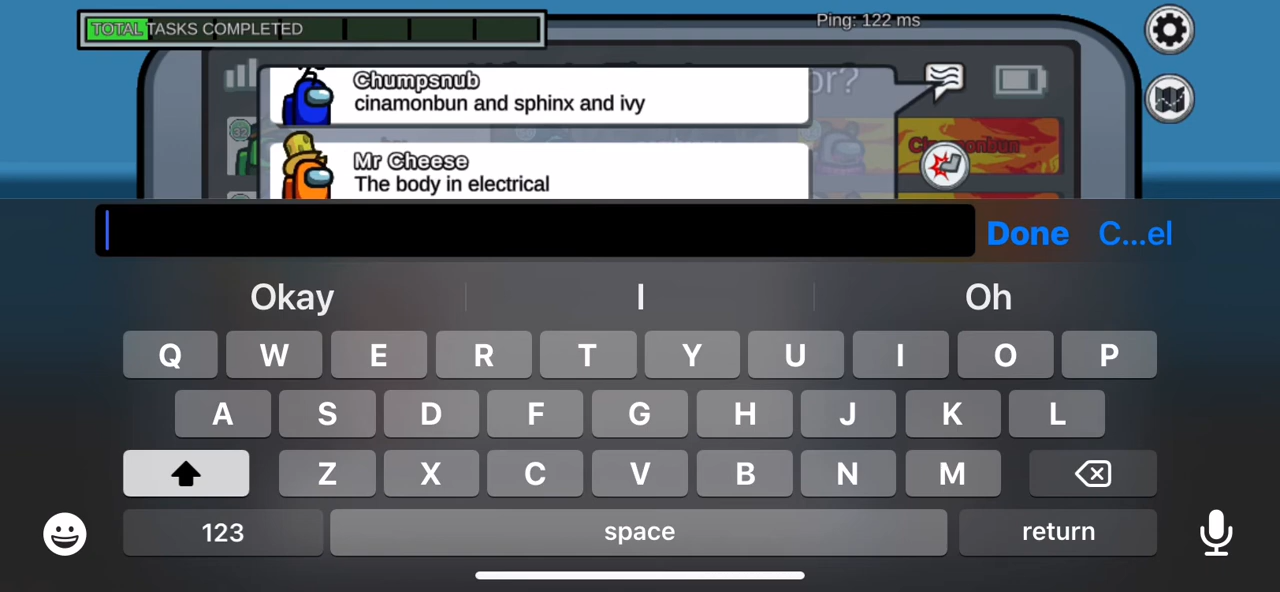 TOTAL TASKS COMPLETED
Ping: 122 ms
or?
Chumpsnub
cinamonbun and sphinx and ivy
Mr Cheese
The body in electrical
Done
C...el
Okay
I
Oh
Q W E R T Y U I O P
A S D F G H J K L
Z X C V B N M
123
space
return